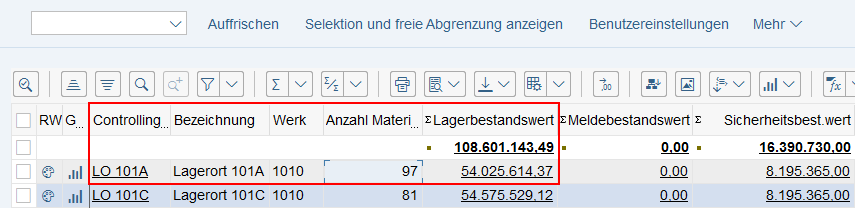 Auffrischen Selektion und freie Abgrenzung anzeigen Benutzereinstellungen Mehr
RW G... Controlling... Bezeichnung Werk Anzahl Materi... Σ Lagerbestandswert Σ Meldebestandswert Σ Sicherheitsbest.wert
108.601.143,49 0,00 16.390.730,00
LO 101A Lagerort 101A 1010 97 54.025.614,37 0,00 8.195.365,00
LO 101C Lagerort 101C 1010 81 54.575.529,12 0,00 8.195.365,00